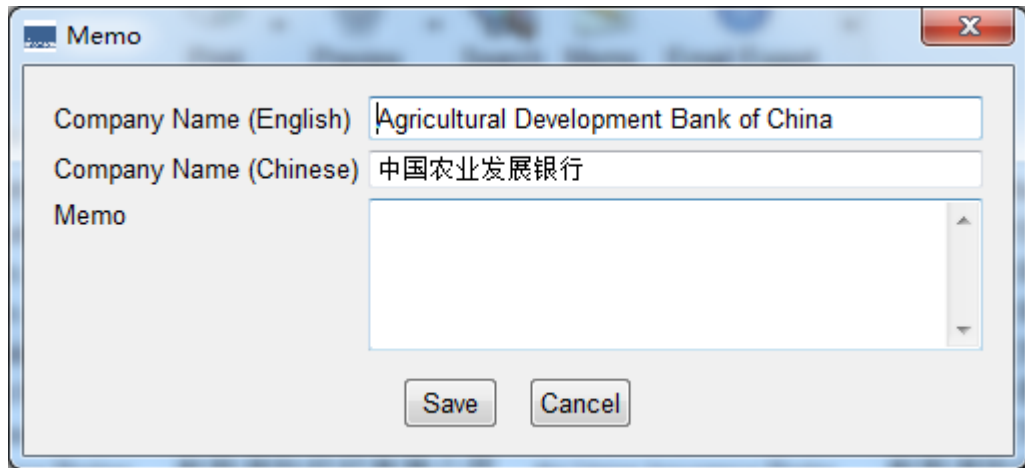 Memo
Company Name (English) Agricultural Development Bank of China
Company Name (Chinese) 中国农业发展银行
Memo
Save Cancel